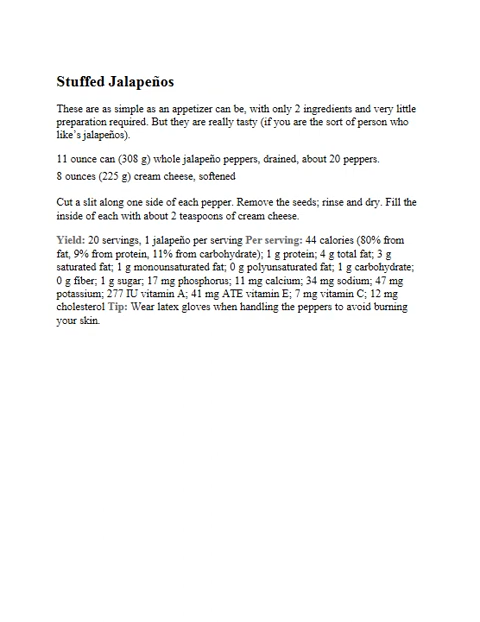 Stuffed Jalapeños
These are as simple as an appetizer can be, with only 2 ingredients and very little
preparation required. But they are really tasty (if you are the sort of person who
like’s jalapeños).
11 ounce can (308 g) whole jalapeño peppers, drained, about 20 peppers.
8 ounces (225 g) cream cheese, softened
Cut a slit along one side of each pepper. Remove the seeds; rinse and dry. Fill the
inside of each with about 2 teaspoons of cream cheese.
Yield: 20 servings, 1 jalapeño per serving Per serving: 44 calories (80% from
fat, 9% from protein, 11% from carbohydrate); 1 g protein; 4 g total fat; 3 g
saturated fat; 1 g monounsaturated fat; 0 g polyunsaturated fat; 1 g carbohydrate;
0 g fiber; 1 g sugar; 17 mg phosphorus; 11 mg calcium; 34 mg sodium; 47 mg
potassium; 277 IU vitamin A; 41 mg ATE vitamin E; 7 mg vitamin C; 12 mg
cholesterol Tip: Wear latex gloves when handling the peppers to avoid burning
your skin.